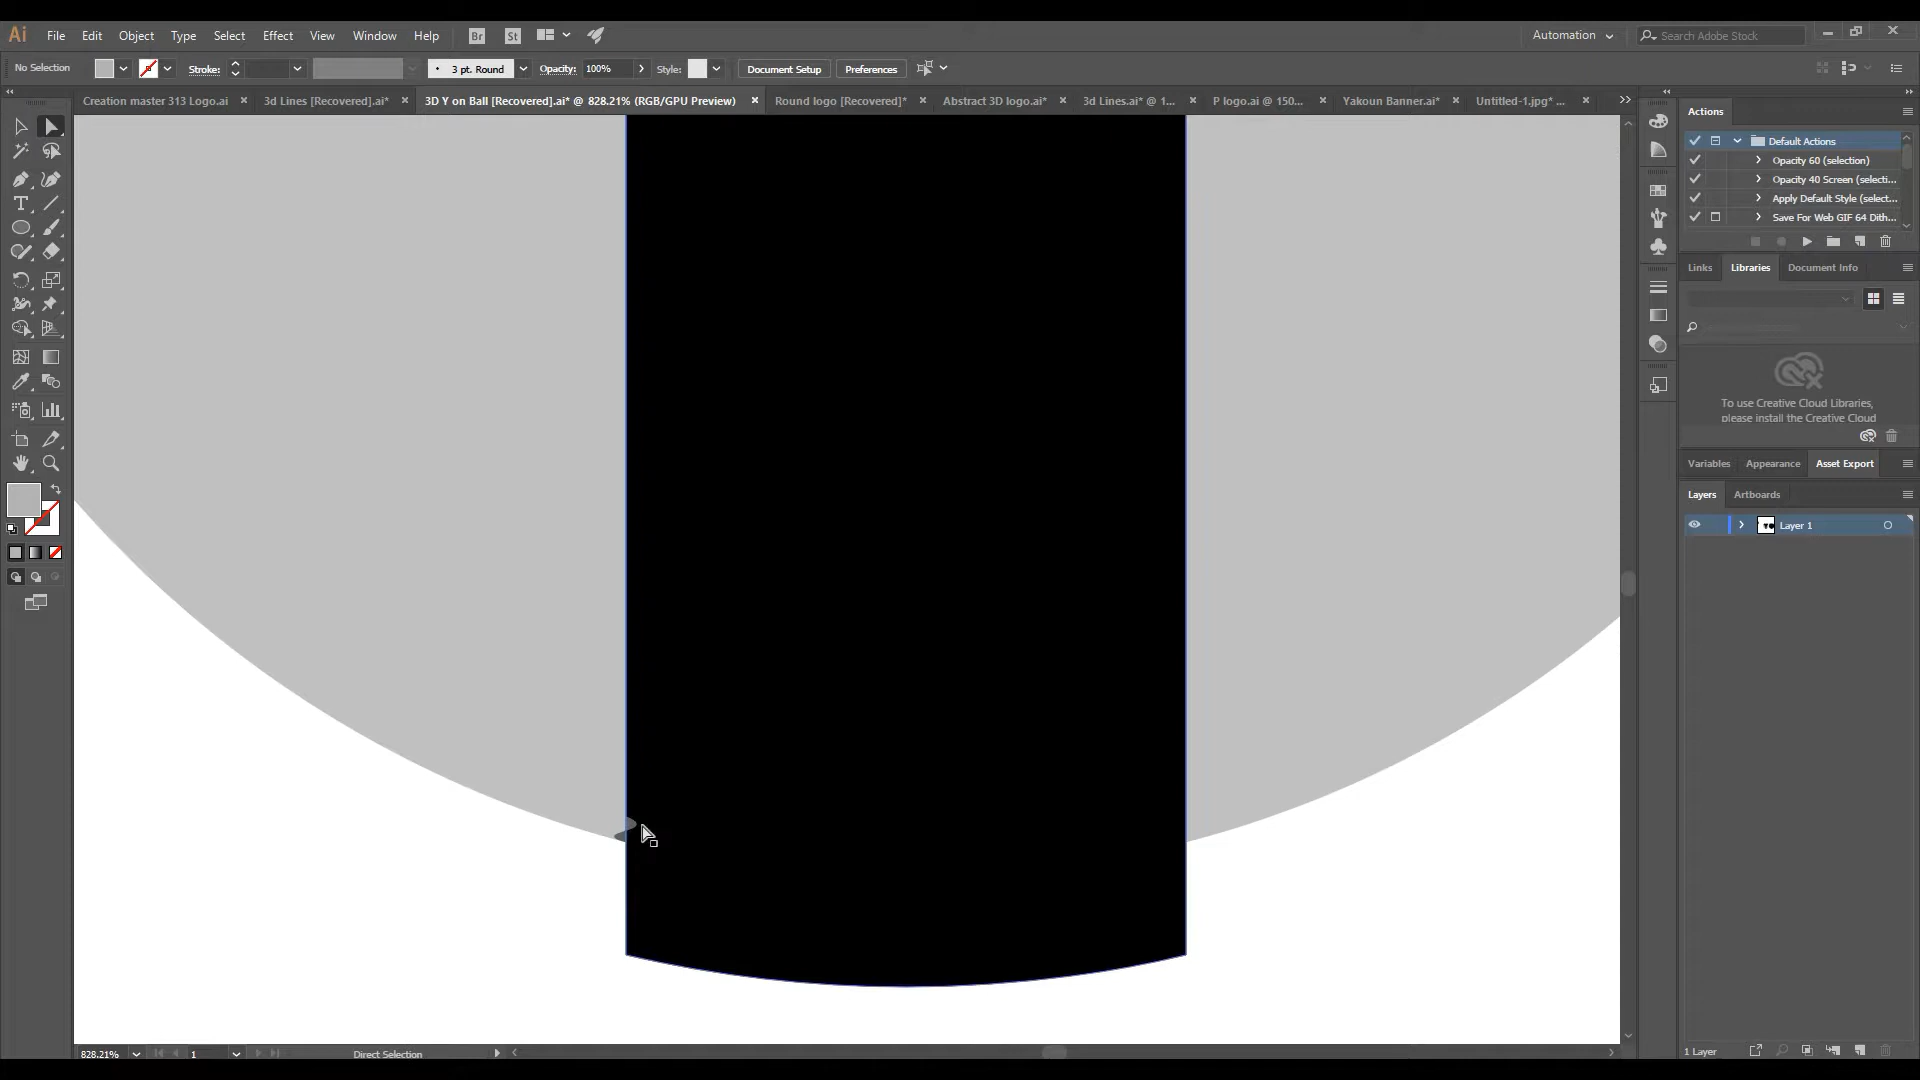 Ai File Edit Object Type Select Effect View Window Help Br St Automation Search Adobe Stock
No Selection Stroke: 3 pt. Round Opacity: 100% Style: Document Setup Preferences
Creation master 313 Logo.ai 3d Lines [Recovered].ai* 3D Y on Ball [Recovered].ai* @ 828.21% (RGB/GPU Preview) Round logo [Recovered]* Abstract 3D logo.ai* 3d Lines.ai* @ 1... P logo.ai @ 150... Yakoun Banner.ai* Untitled-1.jpg* ...
Actions
Default Actions
Opacity 60 (selection)
Opacity 40 Screen (selecti...
Apply Default Style (select...
Save For Web GIF 64 Dith...
Links Libraries Document Info
To use Creative Cloud Libraries,
please install the Creative Cloud
Variables Appearance Asset Export
Layers Artboards
Layer 1
1 Layer
828.21% 1 Direct Selection